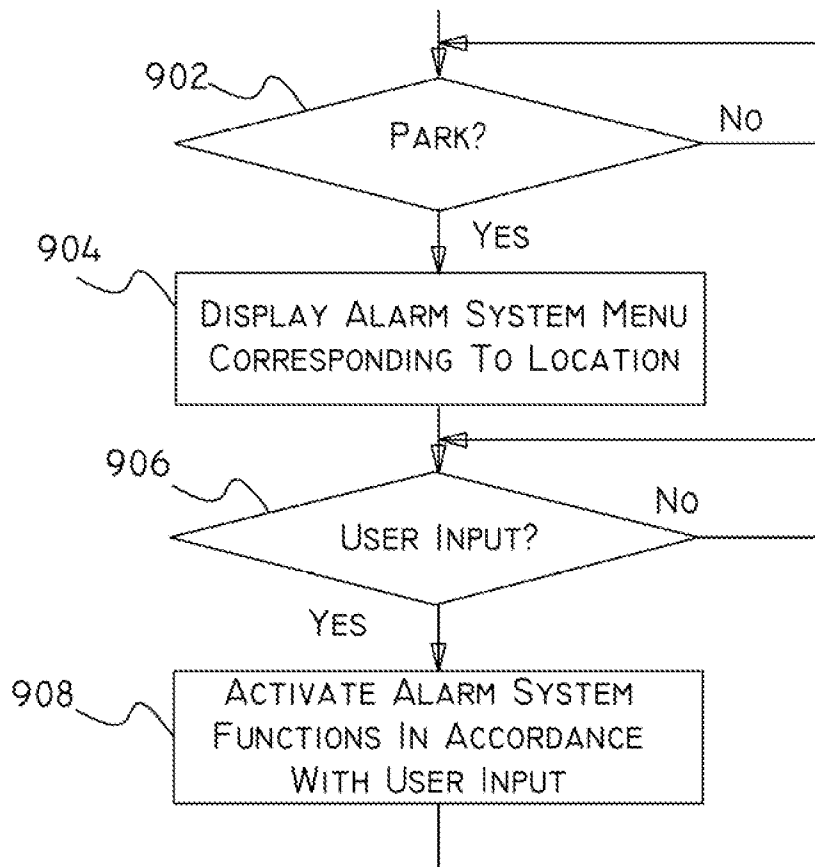 902
PARK?
NO
YES
904
DISPLAY ALARM SYSTEM MENU
CORRESPONDING TO LOCATION
906
NO
USER INPUT?
YES
908
ACTIVATE ALARM SYSTEM
FUNCTIONS IN ACCORDANCE
WITH USER INPUT